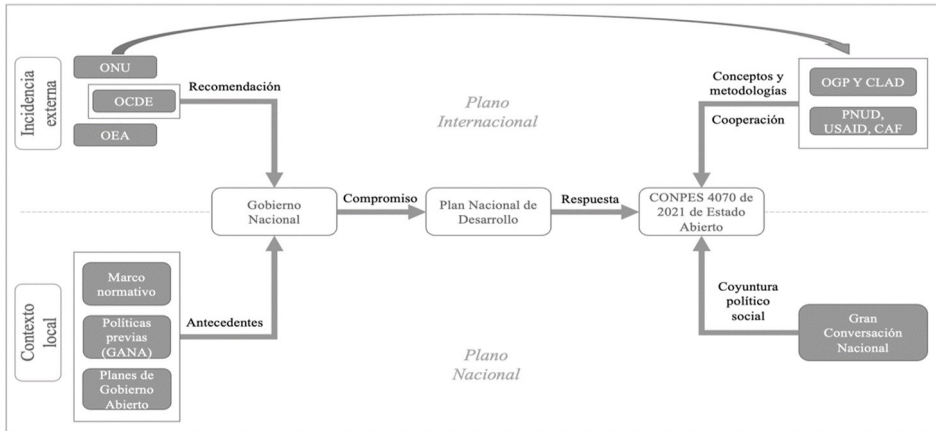 Incidencia
externa
ONU
OCDE
OEA
Recomendación
Plano
Internacional
Conceptos y
metodologías
Cooperación
OGP Y CLAD
PNUD,
USAID, CAF
Gobierno
Nacional
Compromiso
Plan Nacional de
Desarrollo
Respuesta
CONPES 4070 de
2021 de Estado
Abierto
Contexto
local
Marco
normativo
Políticas
previas
(GANA)
Planes de
Gobierno
Abierto
Antecedentes
Plano
Nacional
Coyuntura
político
social
Gran
Conversación
Nacional